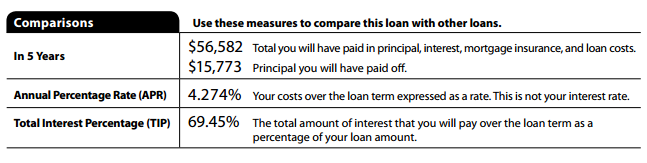 Comparisons Use these measures to compare this loan with other loans.
In 5 Years
$56,582 Total you will have paid in principal, interest, mortgage insurance, and loan costs.
$15,773 Principal you will have paid off.
Annual Percentage Rate (APR) 4.274% Your costs over the loan term expressed as a rate. This is not your interest rate.
Total Interest Percentage (TIP) 69.45% The total amount of interest that you will pay over the loan term as a
percentage of your loan amount.